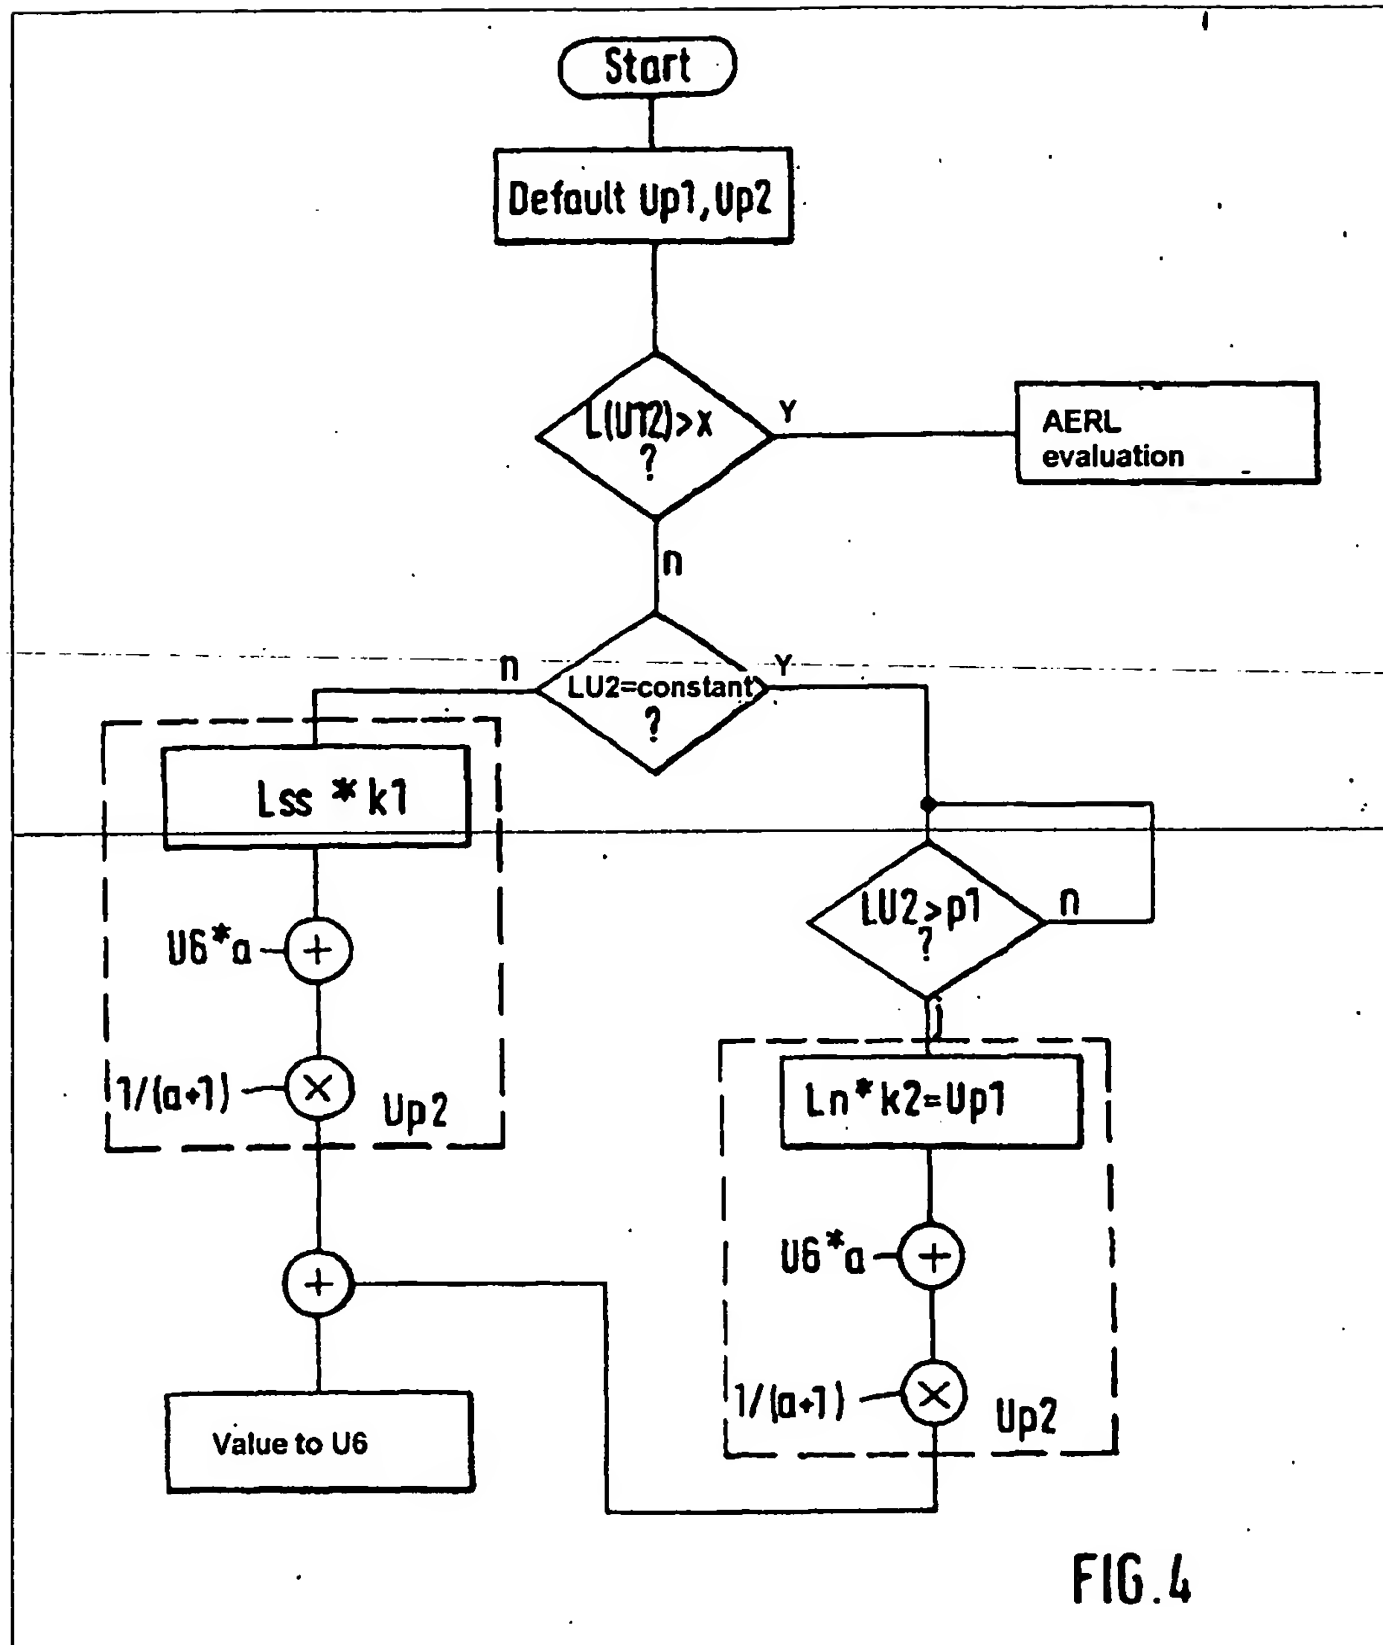 Start
Default Up1, Up2
L(U12)>x
?
Y
AERL
evaluation
n
n
LU2=constant
?
Y
Lss * k1
LU2>p1
?
n
U6*a
+
j
1/(a+1)
×
Up2
Ln* k2=Up1
U6*a
+
+
1/(a+1)
×
Up2
Value to U6
FIG.4